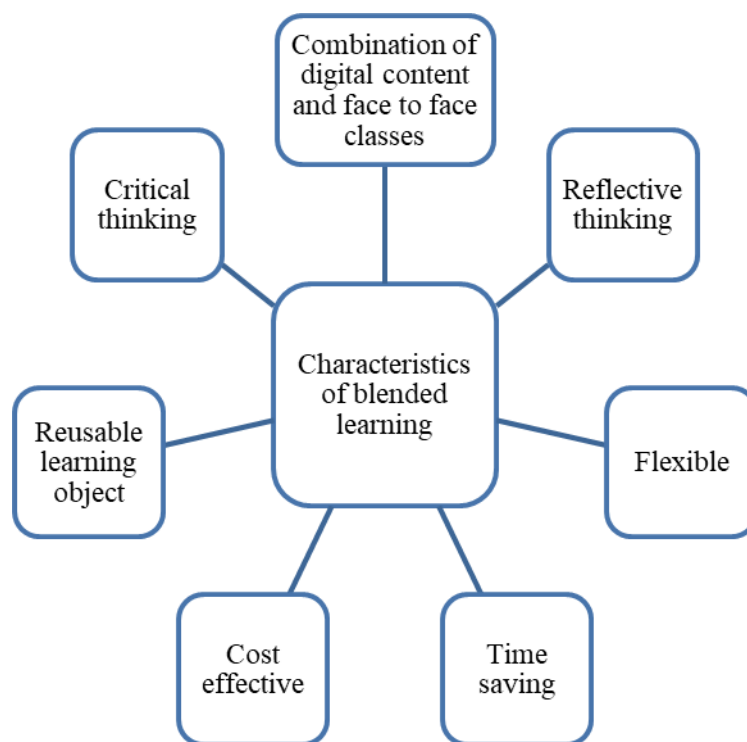 Combination of
digital content
and face to face
classes
Critical
thinking
Reflective
thinking
Characteristics
of blended
learning
Reusable
learning
object
Flexible
Cost
effective
Time
saving